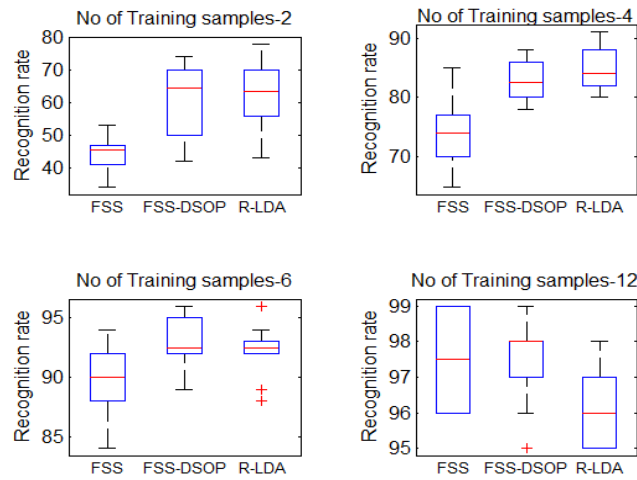 No of Training samples-2
Recognition rate
80
70
60
50
40
FSS FSS-DSOP R-LDA
No of Training samples-4
Recognition rate
90
80
70
FSS FSS-DSOP R-LDA
No of Training samples-6
Recognition rate
95
90
85
FSS FSS-DSOP R-LDA
No of Training samples-12
Recognition rate
99
98
97
96
95
FSS FSS-DSOP R-LDA